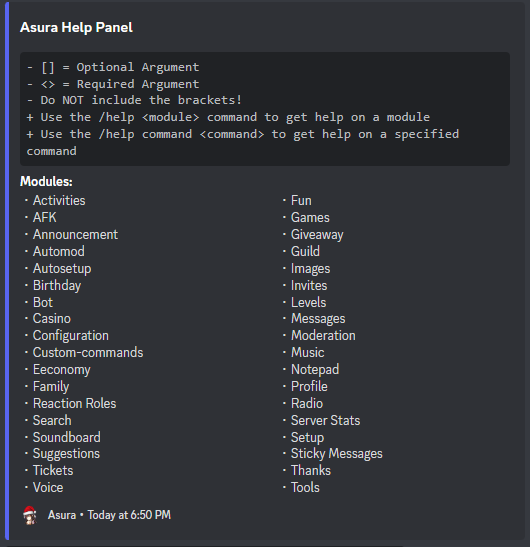 Asura Help Panel
- [] = Optional Argument
- <> = Required Argument
- Do NOT include the brackets!
+ Use the /help <module> command to get help on a module
+ Use the /help command <command> to get help on a specified
command
Modules:
· Activities
· AFK
· Announcement
· Automod
· Autosetup
· Birthday
· Bot
· Casino
· Configuration
· Custom-commands
· Eeconomy
· Family
· Reaction Roles
· Search
· Soundboard
· Suggestions
· Tickets
· Voice
· Fun
· Games
· Giveaway
· Guild
· Images
· Invites
· Levels
· Messages
· Moderation
· Music
· Notepad
· Profile
· Radio
· Server Stats
· Setup
· Sticky Messages
· Thanks
· Tools
Asura • Today at 6:50 PM